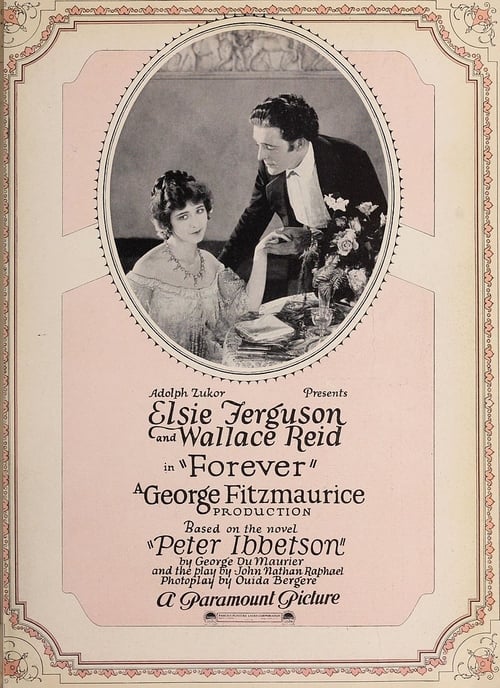 Adolph Zukor Presents
Elsie Ferguson
and Wallace Reid
in "Forever"
A George Fitzmaurice
PRODUCTION
Based on the novel
"Peter Ibbetson"
by George Du Maurier
and the play by John Nathan Raphael
Photoplay by Ouida Bergere
A Paramount Picture